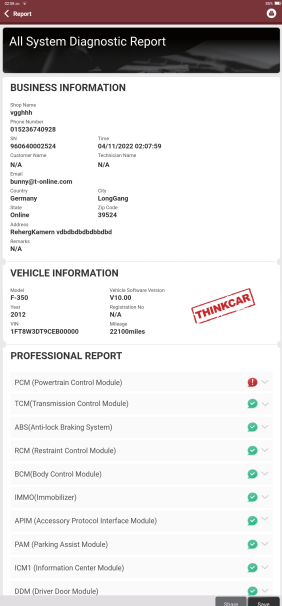 Report
All System Diagnostic Report
BUSINESS INFORMATION
Shop Name
vgghhh
Phone Number
015236740928
SN Time
960640002524 04/11/2022 02:07:59
Customer Name Technician Name
N/A N/A
Email
bunny@t-online.com
Country City
Germany LongGang
State Zip Code
Online 39524
Address
RehergKamern vdbdbdbdbbdbd
Remarks
N/A
VEHICLE INFORMATION
Model Vehicle Software Version
F-350 V10.00
Year Registration No
2012 N/A
VIN Mileage
1FT8W3DT9CEB00000 22100miles
THINKCAR
PROFESSIONAL REPORT
PCM (Powertrain Control Module)
TCM(Transmission Control Module)
ABS(Anti-lock Braking System)
RCM (Restraint Control Module)
BCM(Body Control Module)
IMMO(Immobilizer)
APIM (Accessory Protocol Interface Module)
PAM (Parking Assist Module)
ICM1 (Information Center Module)
DDM (Driver Door Module)
Share Save